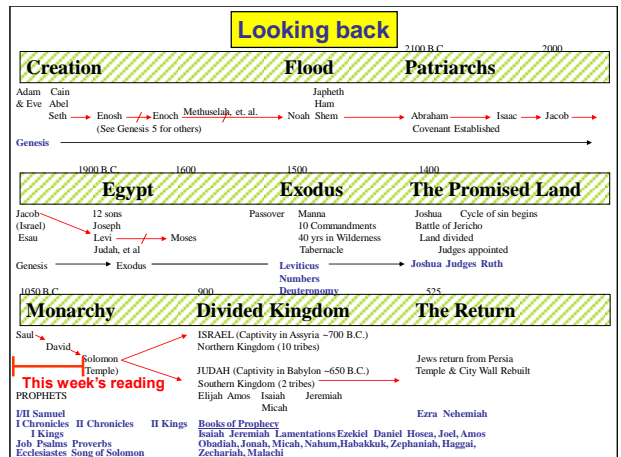 Looking back
2100 B.C. 2000
Creation Flood Patriarchs
Adam Cain Japheth
& Eve Abel Ham
Seth Enosh Enoch Methuselah, et. al. Noah Shem Abraham Isaac Jacob
(See Genesis 5 for others) Covenant Established
Genesis
1900 B.C. 1600 1500 1400
Egypt Exodus The Promised Land
Jacob 12 sons Passover Manna Joshua Cycle of sin begins
(Israel) Joseph 10 Commandments Battle of Jericho
Esau Levi Moses 40 yrs in Wilderness Land divided
Judah, et al Tabernacle Judges appointed
Genesis Exodus Leviticus Joshua Judges Ruth
Numbers
Deuteronomy
1050 B.C. 900 525
Monarchy Divided Kingdom The Return
Saul ISRAEL (Captivity in Assyria ~700 B.C.)
David Northern Kingdom (10 tribes)
Solomon Jews return from Persia
(Temple) JUDAH (Captivity in Babylon ~650 B.C.) Temple & City Wall Rebuilt
This week's reading Southern Kingdom (2 tribes)
PROPHETS Elijah Amos Isaiah Jeremiah
Micah
I/II Samuel Ezra Nehemiah
I Chronicles II Chronicles II Kings Books of Prophecy
I Kings Isaiah Jeremiah Lamentations Ezekiel Daniel Hosea, Joel, Amos
Job Psalms Proverbs Obadiah, Jonah, Micah, Nahum, Habakkuk, Zephaniah, Haggai,
Ecclesiastes Song of Solomon Zechariah, Malachi